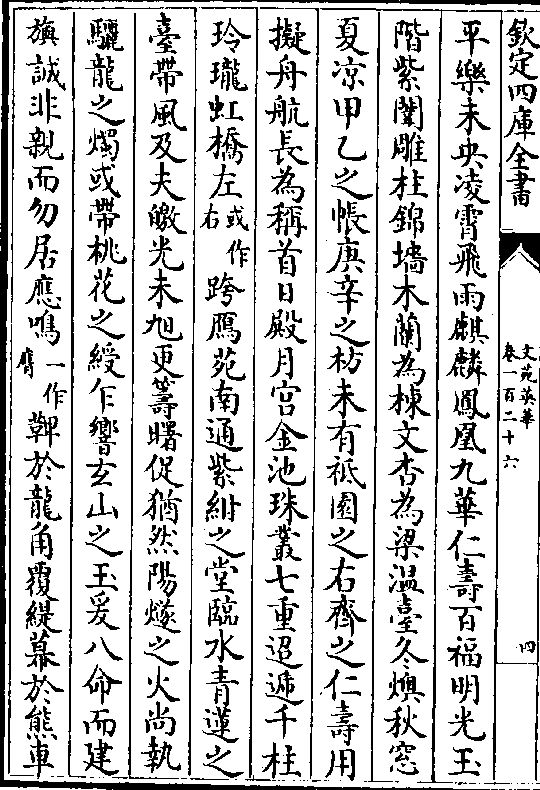 欽定四庫全書
文苑英華
卷一百二十六
四
平樂未央凌霄飛雨麒麟鳳凰九華仁壽百福明光玉
階紫闥雕柱錦墻木蘭為棟文杏為梁溫室冬燠秋窓
夏凉甲乙之帳庚辛之枋未有祇園之右齊之仁壽用
擬舟航長為稱首日殿月宫金池珠叢七重迢遞千柱
玲瓏虹橋左或作右跨鴈苑南通紫紺之堂臨水青蓮之
臺帶風及夫皦光未旭更籌曙促猶然陽燧之火尚執
驪龍之燭或帶桃花之綬乍響玄山之玉爰八命而建
旟誠非親而勿居應鳴一作膺鞞於龍角覆緹幕於熊車